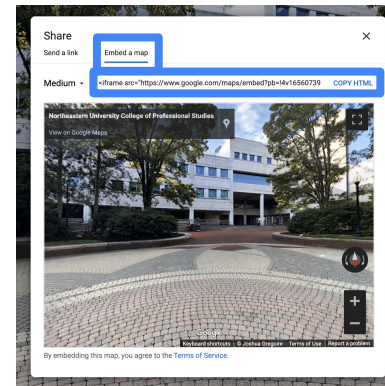 Share
Send a link
Embed a map
Medium
<iframe src="https://www.google.com/maps/embed?pb=!4v16560739
COPY HTML
Northeastern University College of Professional Studies
View on Google Maps
Google
Keyboard shortcuts
© Joshua Gregoire
Terms of Use
Report a problem
By embedding this map, you agree to the Terms of Service.